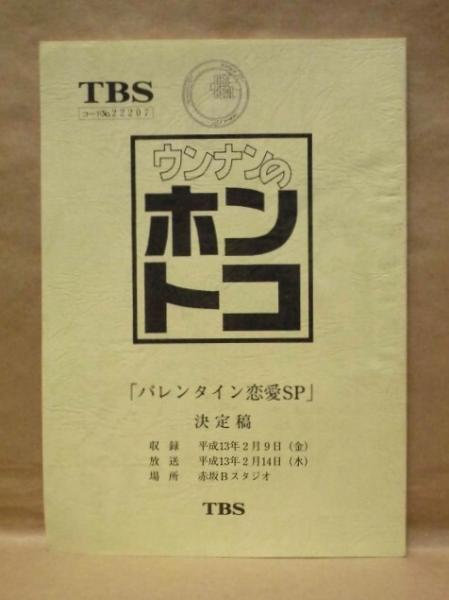 TBS
コードNo.22207
ウンナンの
ホン
トコ
「バレンタイン恋愛SP」
決定稿
収 録 平成13年2月9日（金）
放 送 平成13年2月14日（水）
場 所 赤坂Bスタジオ
TBS